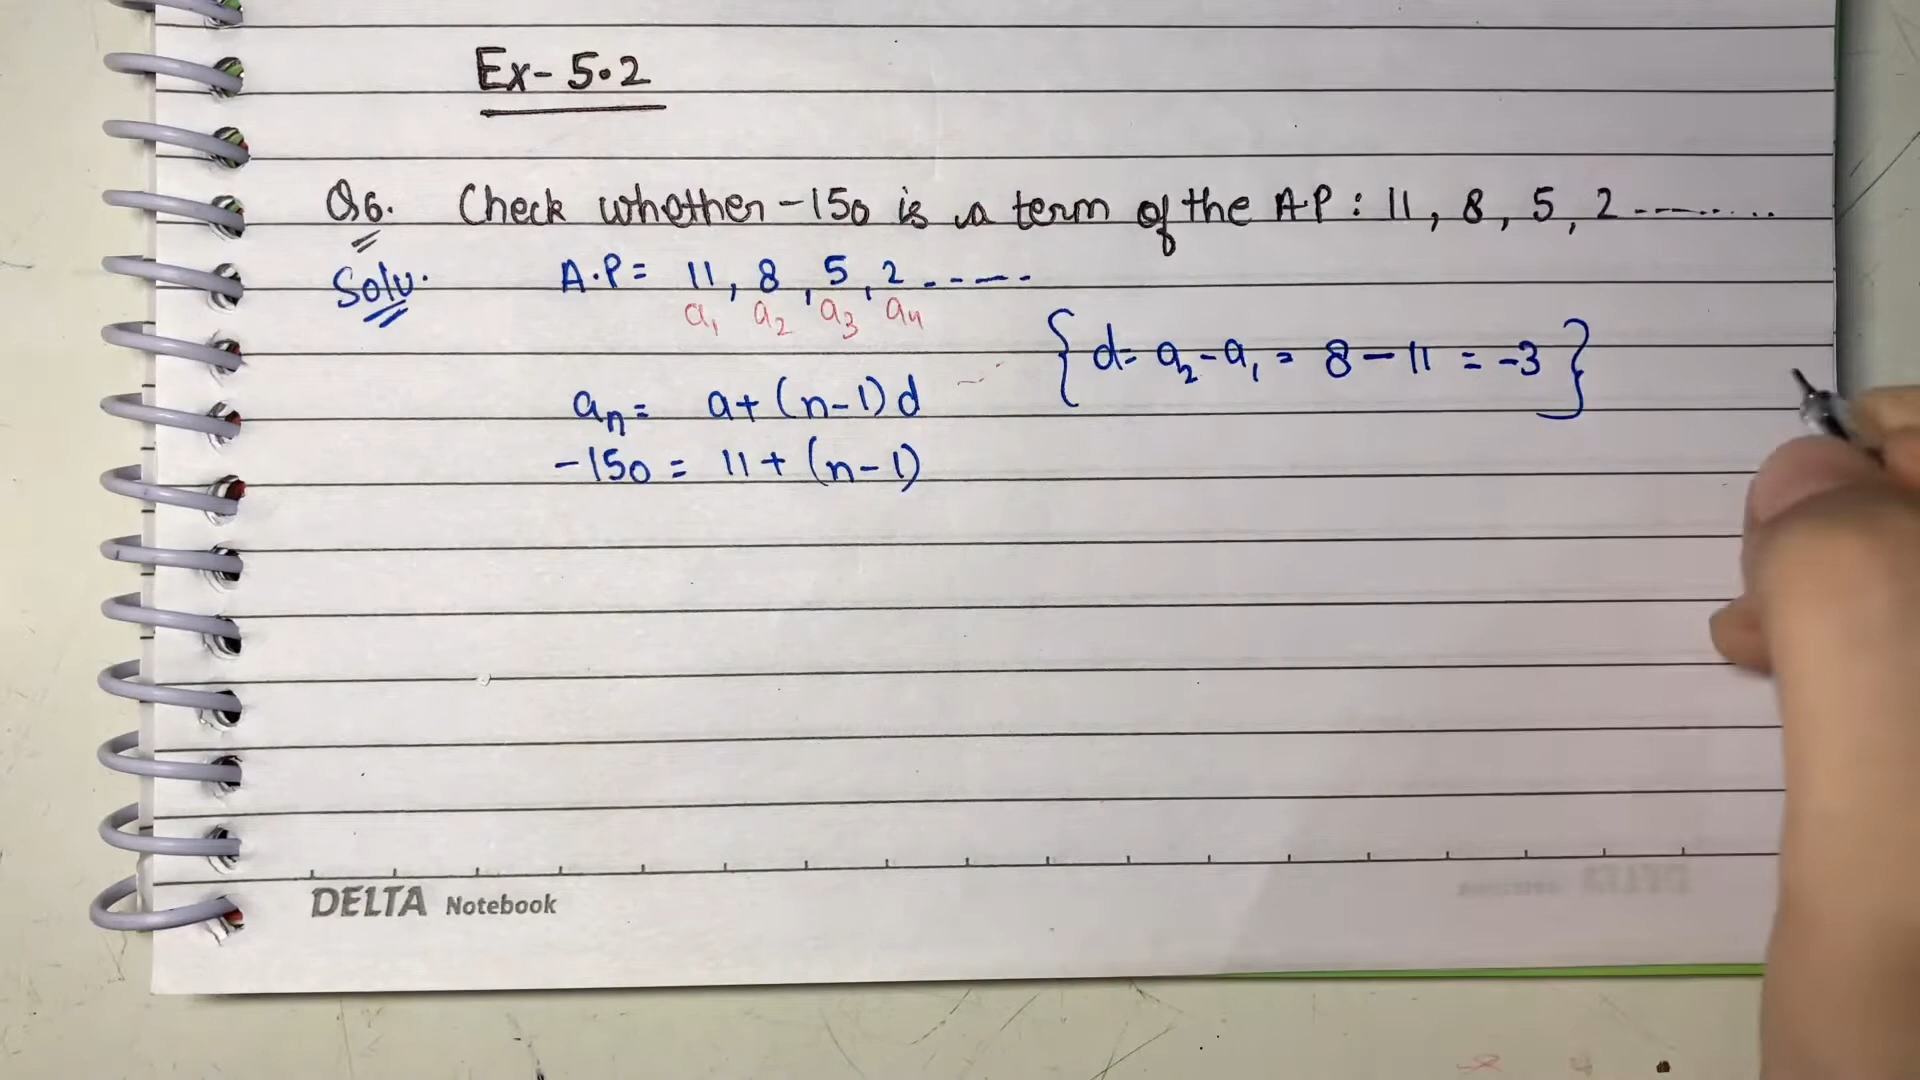 Ex- 5.2
Q6. Check whether -150 is a term of the A.P : 11, 8, 5, 2 ---.....
Solu. A.P = 11, 8, 5, 2 -----
a₁ a₂ a₃ a₄
{ d= a₂-a₁ = 8 - 11 = -3 }
aₙ = a+(n-1)d
-150 = 11 + (n-1)
DELTA Notebook